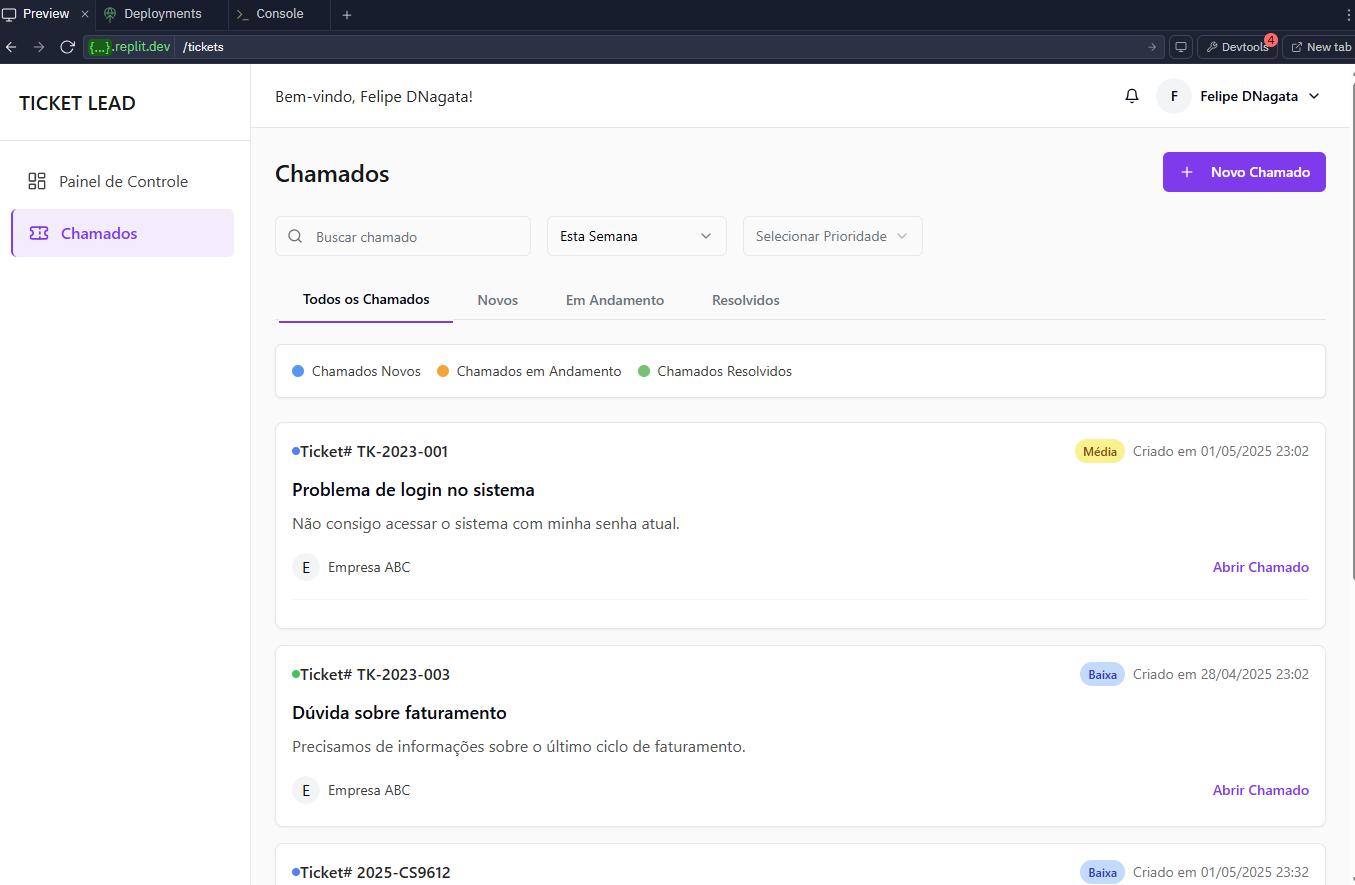 Preview Deployments Console
{...}.replit.dev /tickets Devtools 4 New tab
TICKET LEAD
Bem-vindo, Felipe DNagata!
F Felipe DNagata
Painel de Controle
Chamados
Chamados
Novo Chamado
Buscar chamado Esta Semana Selecionar Prioridade
Todos os Chamados Novos Em Andamento Resolvidos
Chamados Novos Chamados em Andamento Chamados Resolvidos
Ticket# TK-2023-001 Média Criado em 01/05/2025 23:02
Problema de login no sistema
Não consigo acessar o sistema com minha senha atual.
E Empresa ABC Abrir Chamado
Ticket# TK-2023-003 Baixa Criado em 28/04/2025 23:02
Dúvida sobre faturamento
Precisamos de informações sobre o último ciclo de faturamento.
E Empresa ABC Abrir Chamado
Ticket# 2025-CS9612 Baixa Criado em 01/05/2025 23:32